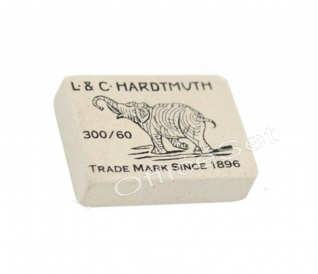 L·& C·HARDTMUTH
300/60
TRADE MARK SINCE 1896